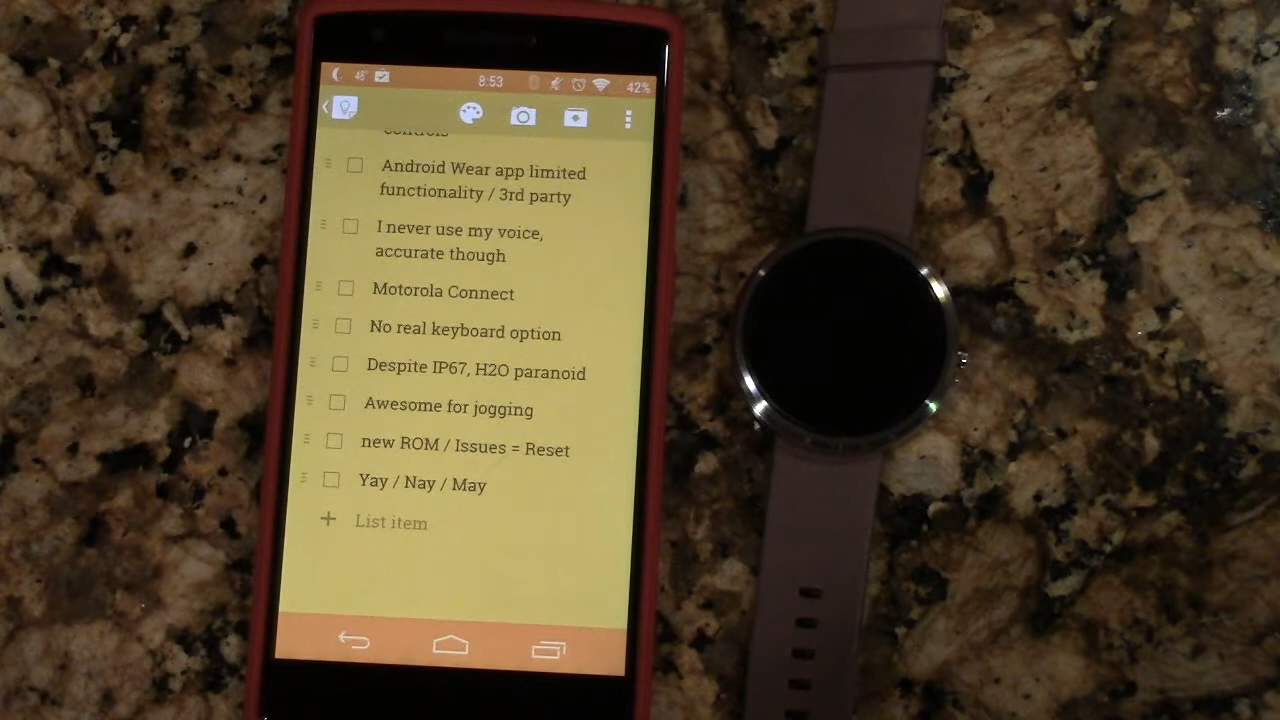 48°
8:53
42%
controls
Android Wear app limited
functionality / 3rd party
I never use my voice,
accurate though
Motorola Connect
No real keyboard option
Despite IP67, H2O paranoid
Awesome for jogging
new ROM / Issues = Reset
Yay / Nay / May
+ List item